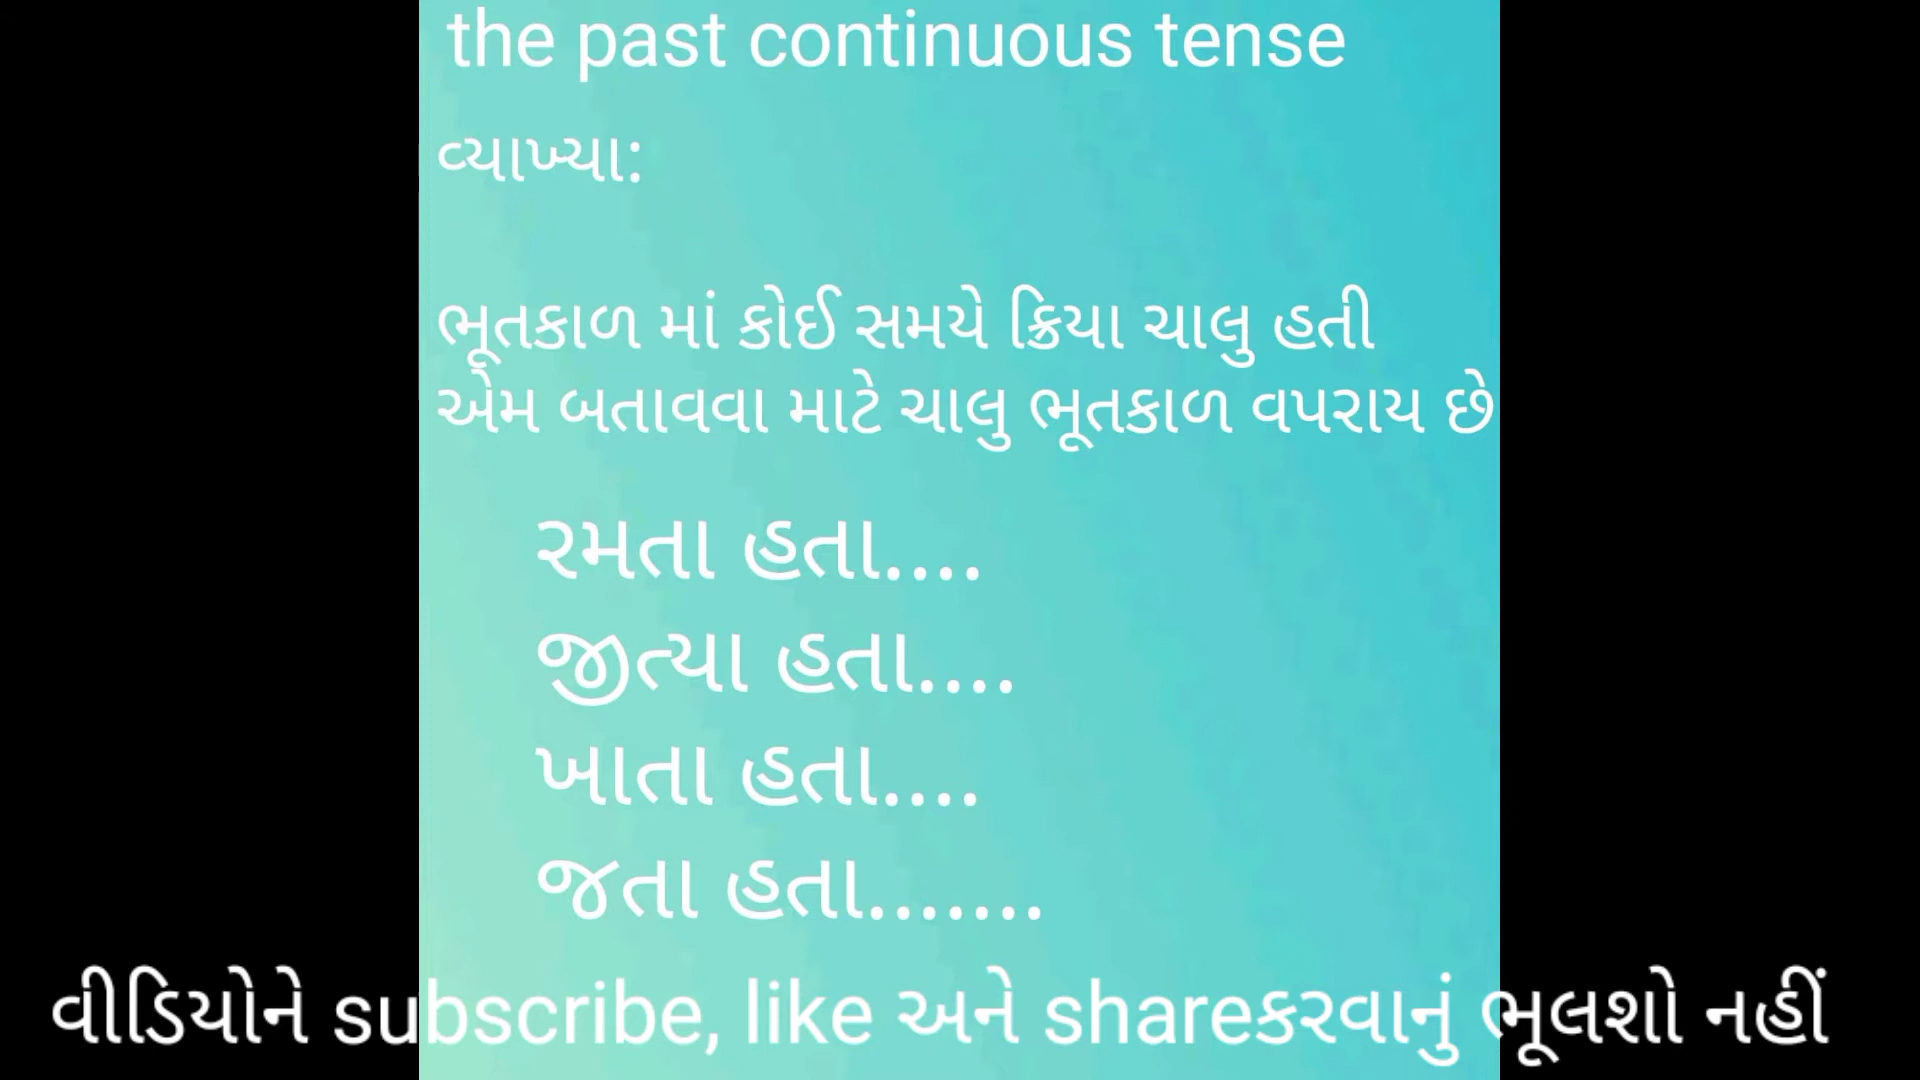 the past continuous tense
વ્યાખ્યા:
ભૂતકાળ માં કોઈ સમયે ક્રિયા ચાલુ હતી
એમ બતાવવા માટે ચાલુ ભૂતકાળ વપરાય છે
રમતા હતા....
જીત્યા હતા....
ખાતા હતા....
જતા હતા.......
વીડિયોને subscribe, like અને shareકરવાનું ભૂલશો નહીં